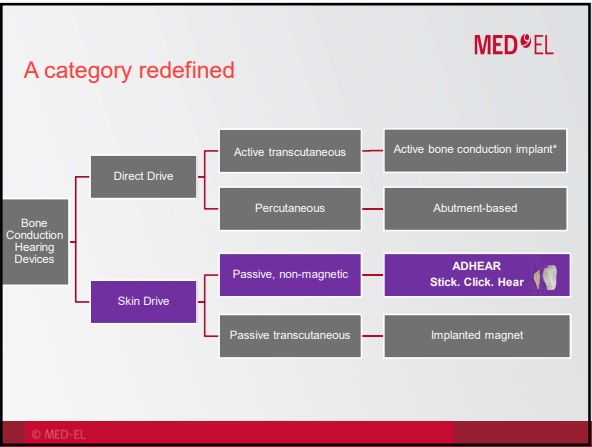 MED EL
A category redefined
Active transcutaneous
Active bone conduction implant*
Direct Drive
Percutaneous
Abutment-based
Bone
Conduction
Hearing
Devices
Passive, non-magnetic
ADHEAR
Stick. Click. Hear
Skin Drive
Passive transcutaneous
Implanted magnet
© MED-EL